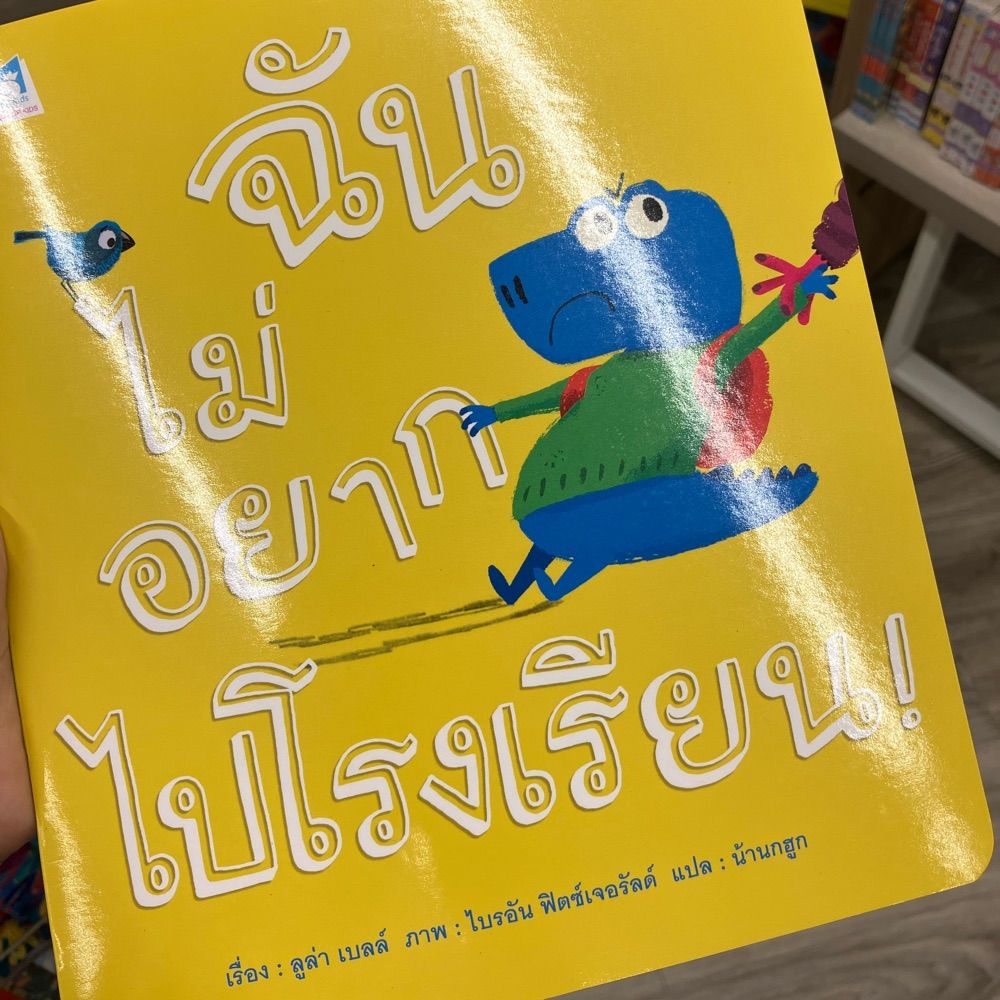 ฉัน
ไม่
อยาก
ไปโรงเรียน!
เรื่อง : ลูล่า เบลล์ ภาพ : ไบรอัน ฟิตซ์เจอรัลด์ แปล : น้านกฮูก